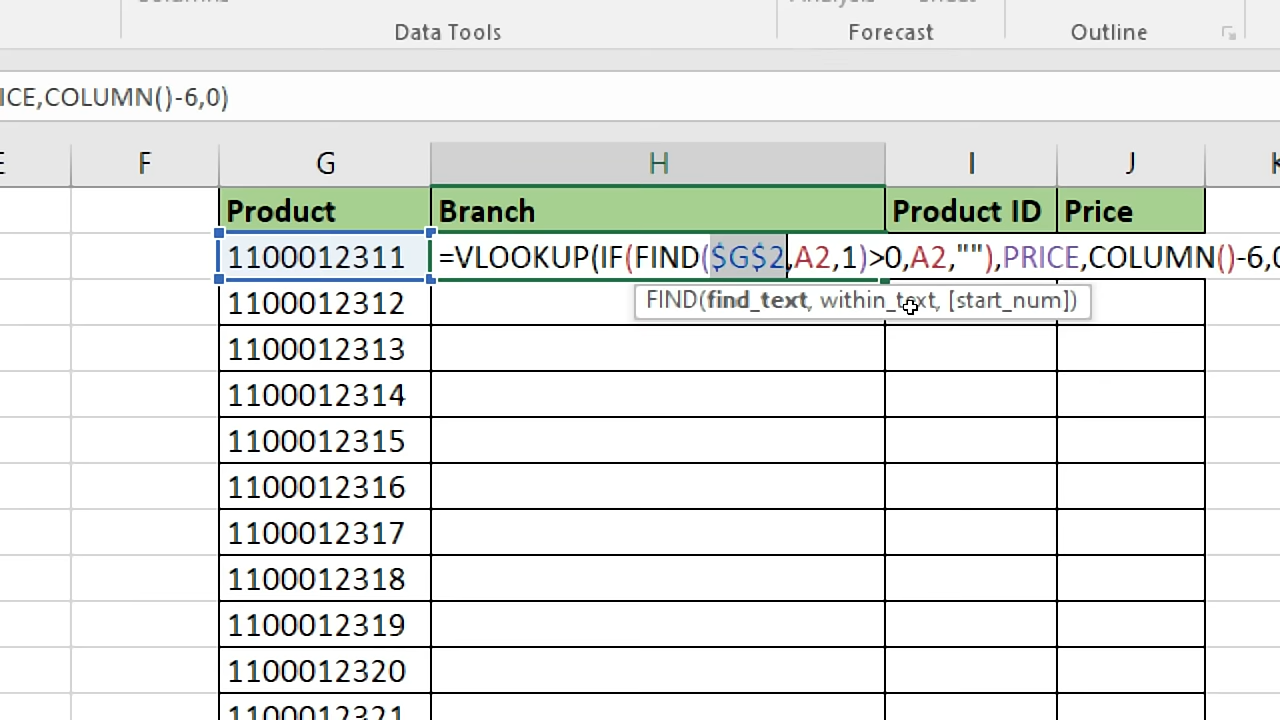 Data Tools
Forecast
Outline
ICE,COLUMN()-6,0)
F G H I J
Product Branch Product ID Price
1100012311 =VLOOKUP(IF(FIND($G$2,A2,1)>0,A2,""),PRICE,COLUMN()-6,0
FIND(find_text, within_text, [start_num])
1100012312
1100012313
1100012314
1100012315
1100012316
1100012317
1100012318
1100012319
1100012320
1100012321